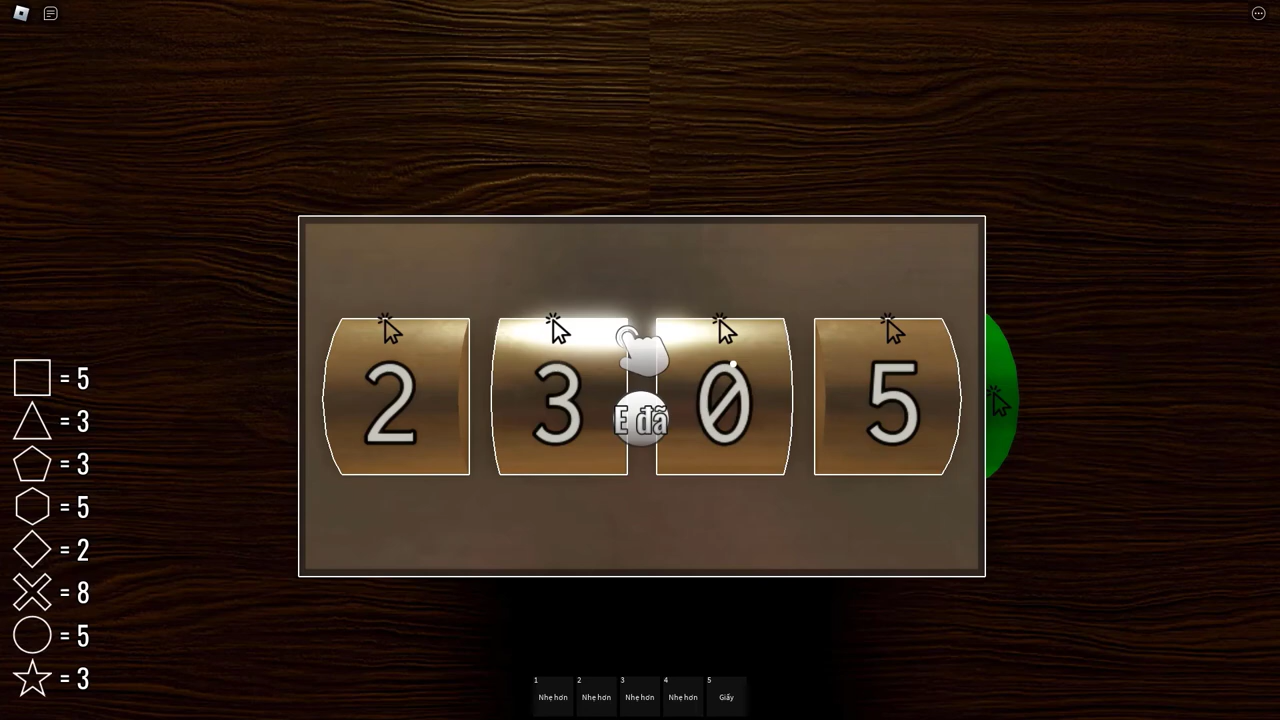 2 3 0 5
E đã
= 5
= 3
= 3
= 5
= 2
= 8
= 5
= 3
1 2 3 4 5
Nhẹ hơn Nhẹ hơn Nhẹ hơn Nhẹ hơn Giấy